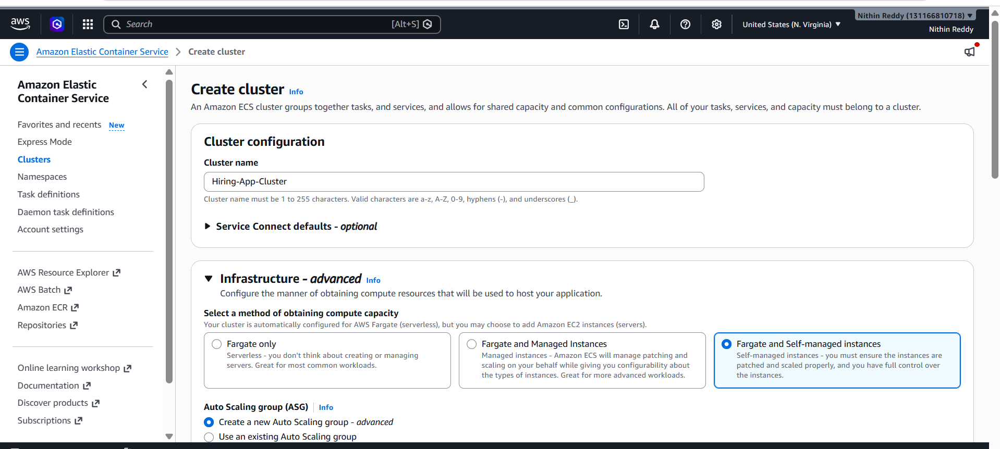 aws
Search
[Alt+S]
United States (N. Virginia)
Nithin Reddy (131166810718)
Nithin Reddy
Amazon Elastic Container Service
Create cluster
Amazon Elastic
Container Service
Favorites and recents New
Express Mode
Clusters
Namespaces
Task definitions
Daemon task definitions
Account settings
AWS Resource Explorer
AWS Batch
Amazon ECR
Repositories
Online learning workshop
Documentation
Discover products
Subscriptions
Create cluster Info
An Amazon ECS cluster groups together tasks, and services, and allows for shared capacity and common configurations. All of your tasks, services, and capacity must belong to a cluster.
Cluster configuration
Cluster name
Hiring-App-Cluster
Cluster name must be 1 to 255 characters. Valid characters are a-z, A-Z, 0-9, hyphens (-), and underscores (_).
Service Connect defaults - optional
Infrastructure - advanced Info
Configure the manner of obtaining compute resources that will be used to host your application.
Select a method of obtaining compute capacity
Your cluster is automatically configured for AWS Fargate (serverless), but you may choose to add Amazon EC2 instances (servers).
Fargate only
Serverless - you don't think about creating or managing
servers. Great for most common workloads.
Fargate and Managed Instances
Managed instances - Amazon ECS will manage patching and
scaling on your behalf while giving you configurability about
the types of instances. Great for more advanced workloads.
Fargate and Self-managed instances
Self-managed instances - you must ensure the instances are
patched and scaled properly, and you have full control over
the instances.
Auto Scaling group (ASG) Info
Create a new Auto Scaling group - advanced
Use an existing Auto Scaling group